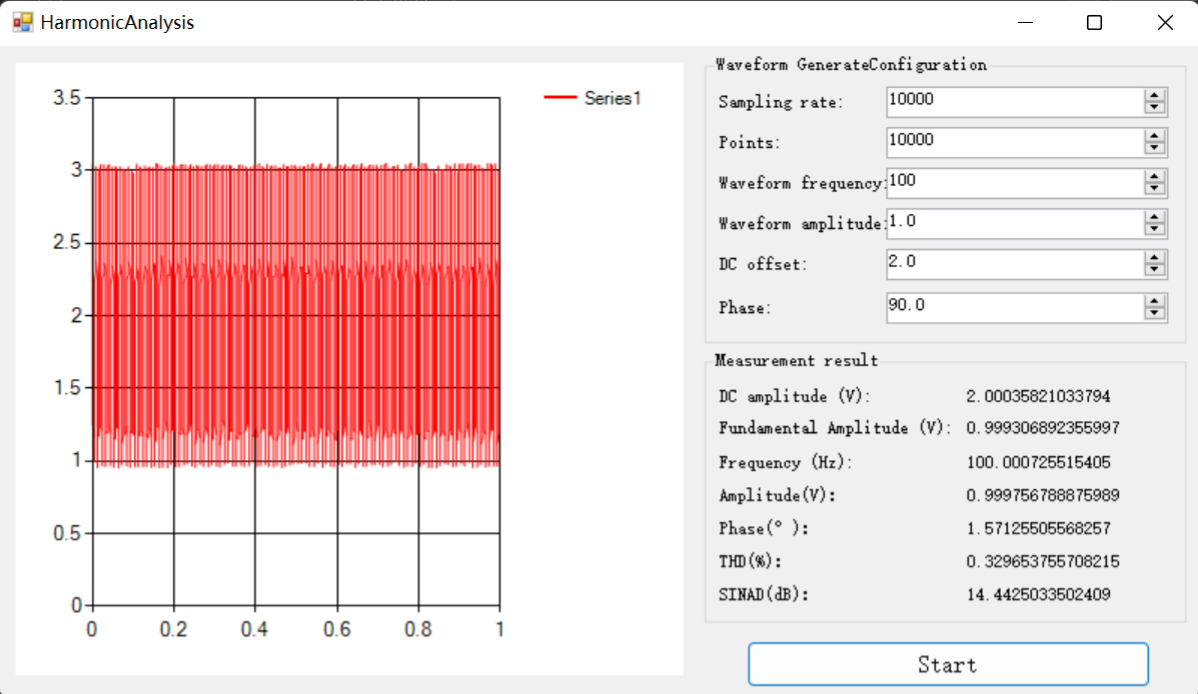 HarmonicAnalysis
3.5
3
2.5
2
1.5
1
0.5
0
0 0.2 0.4 0.6 0.8 1
Series1
Waveform GenerateConfiguration
Sampling rate: 10000
Points: 10000
Waveform frequency: 100
Waveform amplitude: 1.0
DC offset: 2.0
Phase: 90.0
Measurement result
DC amplitude (V): 2.00035821033794
Fundamental Amplitude (V): 0.999306892355997
Frequency (Hz): 100.000725515405
Amplitude(V): 0.999756788875989
Phase(° ): 1.57125505568257
THD(%): 0.329653755708215
SINAD(dB): 14.4425033502409
Start